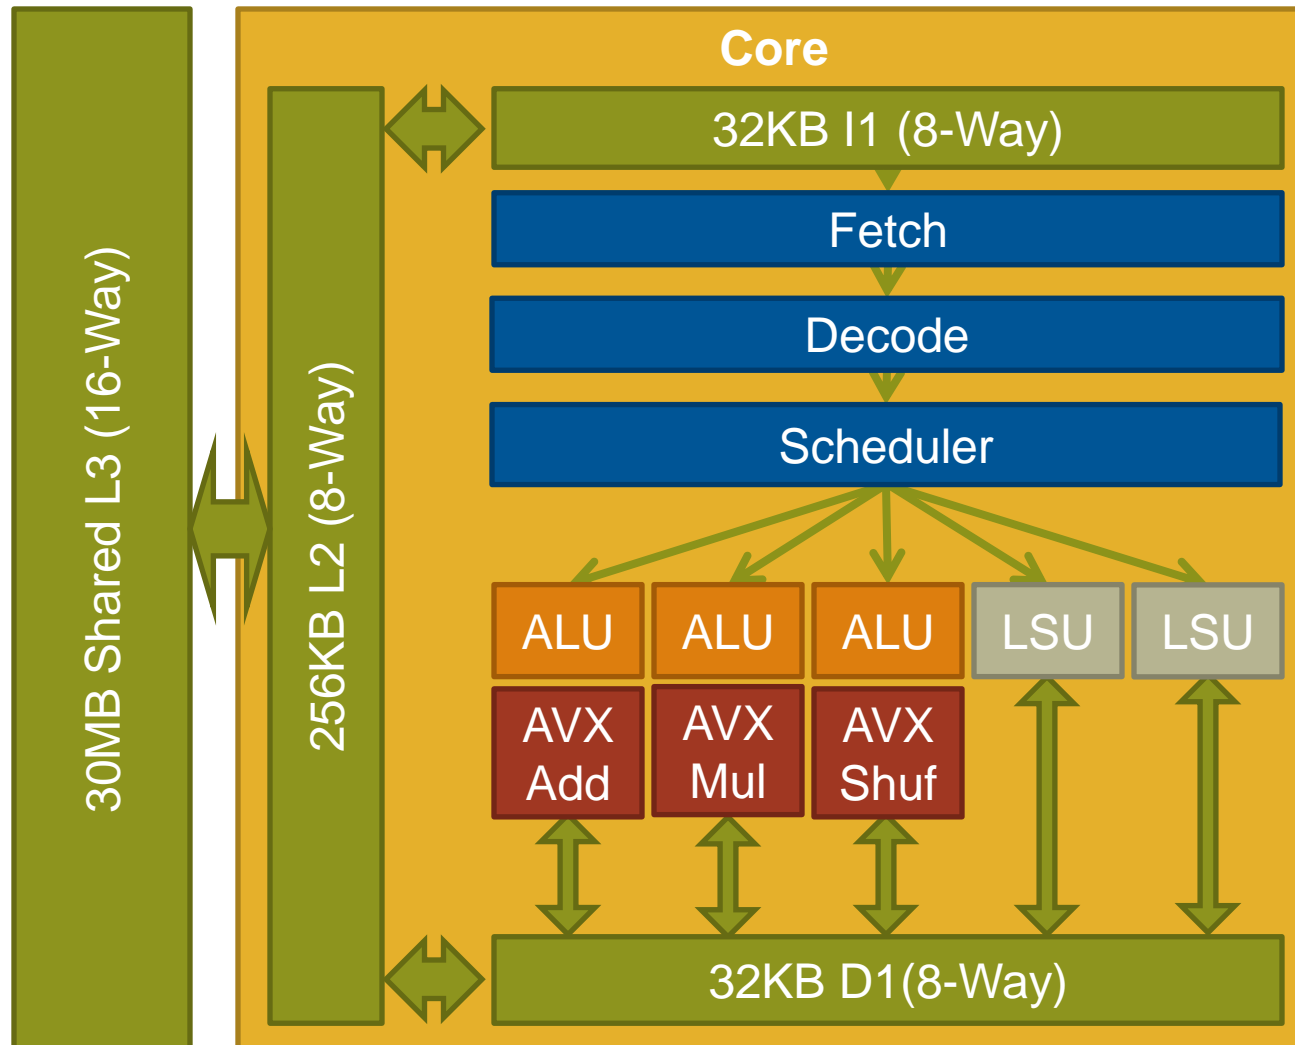 Core
30MB Shared L3 (16-Way)
256KB L2 (8-Way)
32KB I1 (8-Way)
Fetch
Decode
Scheduler
ALU
ALU
ALU
LSU
LSU
AVX
Add
AVX
Mul
AVX
Shuf
32KB D1(8-Way)